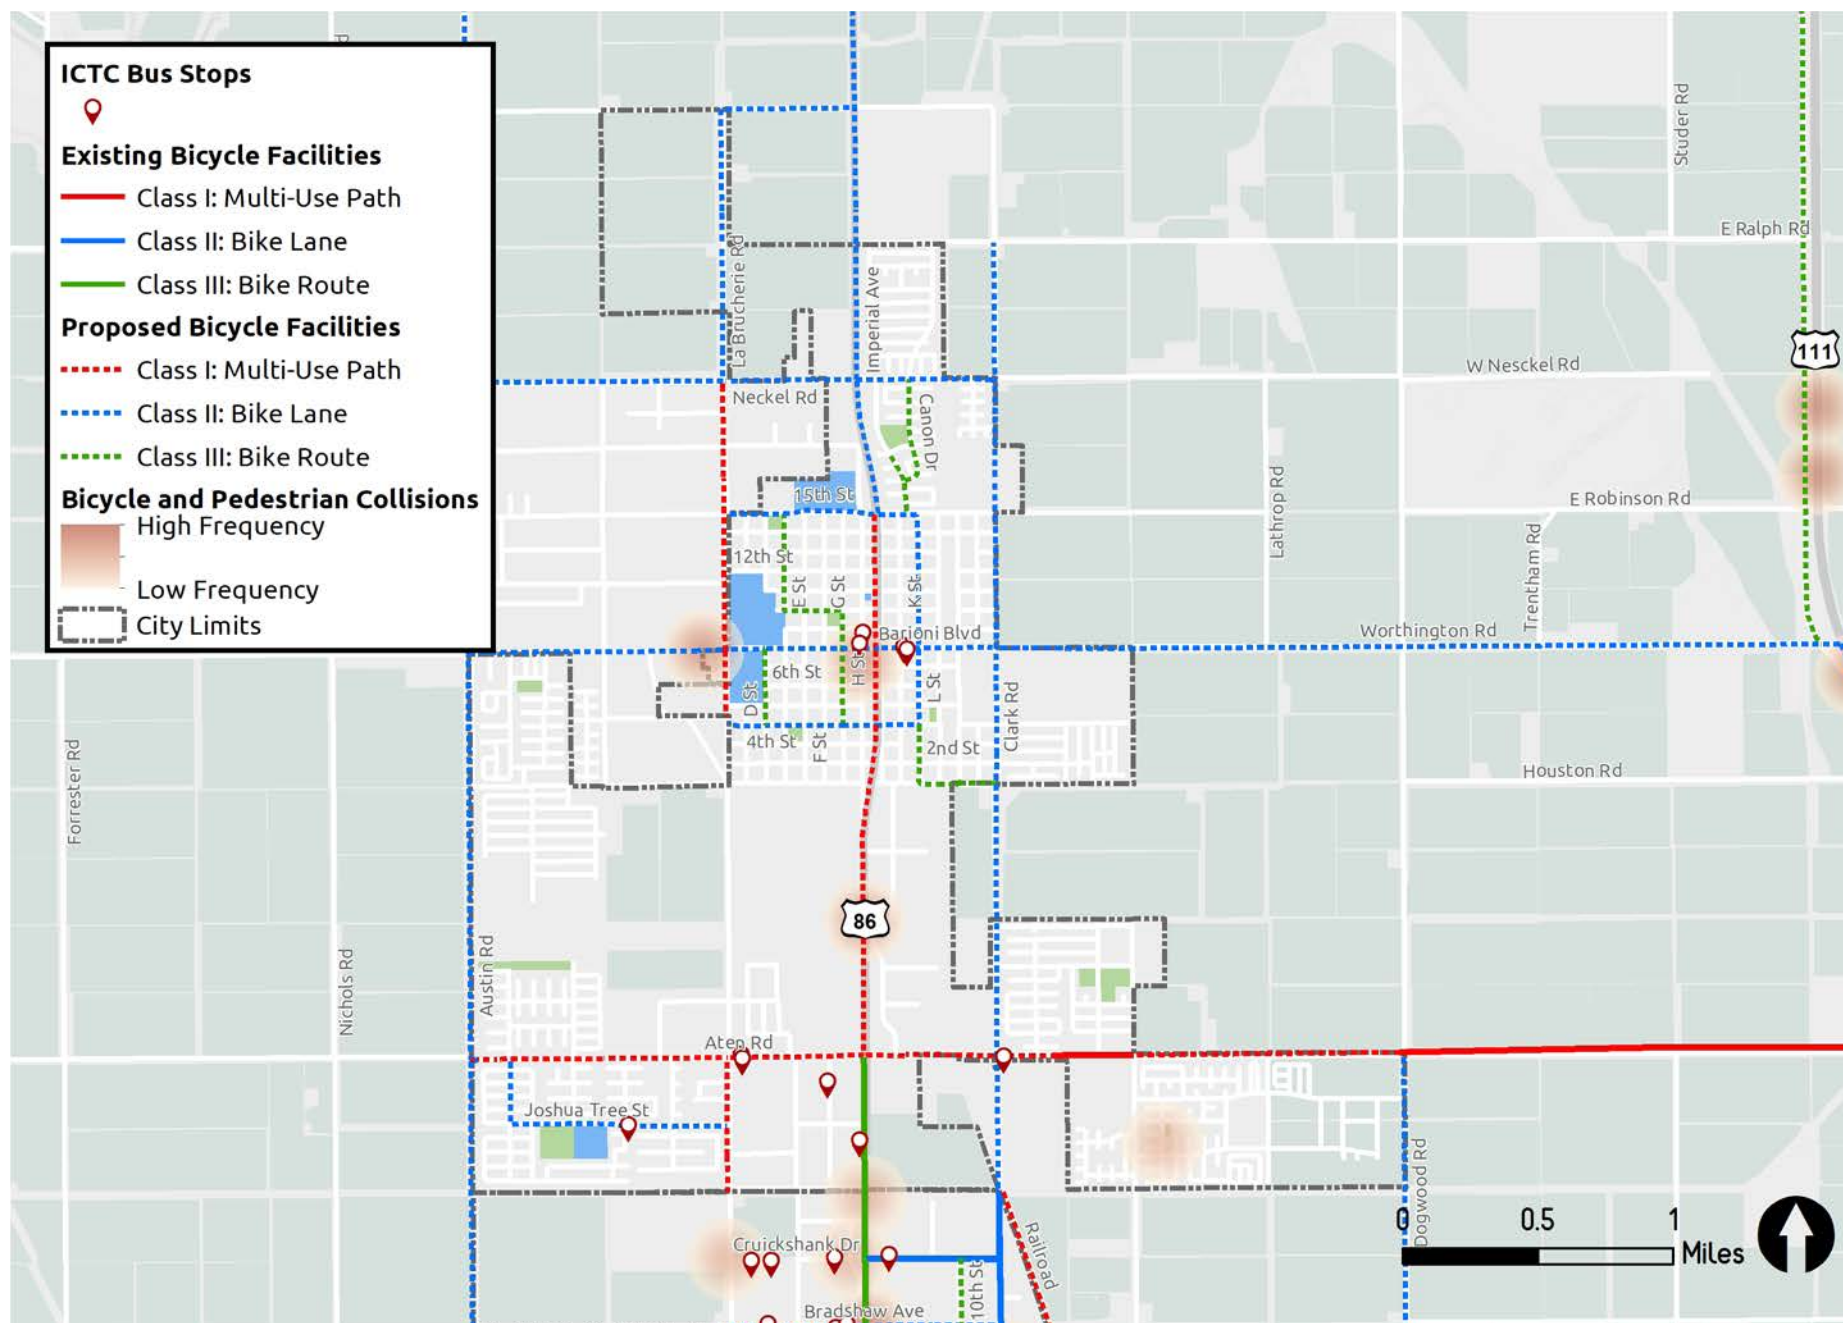 ICTC Bus Stops
Existing Bicycle Facilities
Class I: Multi-Use Path
Class II: Bike Lane
Class III: Bike Route
Proposed Bicycle Facilities
Class I: Multi-Use Path
Class II: Bike Lane
Class III: Bike Route
Bicycle and Pedestrian Collisions
High Frequency
Low Frequency
City Limits
Studer Rd
E Ralph Rd
La Brucherie Rd
Imperial Ave
111
W Nesckel Rd
Neckel Rd
Canon Dr
15th St
E Robinson Rd
Lathrop Rd
Trentham Rd
12th St
E St
G St
K St
Barioni Blvd
Worthington Rd
H St
6th St
D St
L St
Clark Rd
4th St
F St
2nd St
Houston Rd
Forrester Rd
86
Austin Rd
Nichols Rd
Aten Rd
Joshua Tree St
Dogwood Rd
0
0.5
1
Miles
Cruickshank Dr
Railroad
10th St
Bradshaw Ave